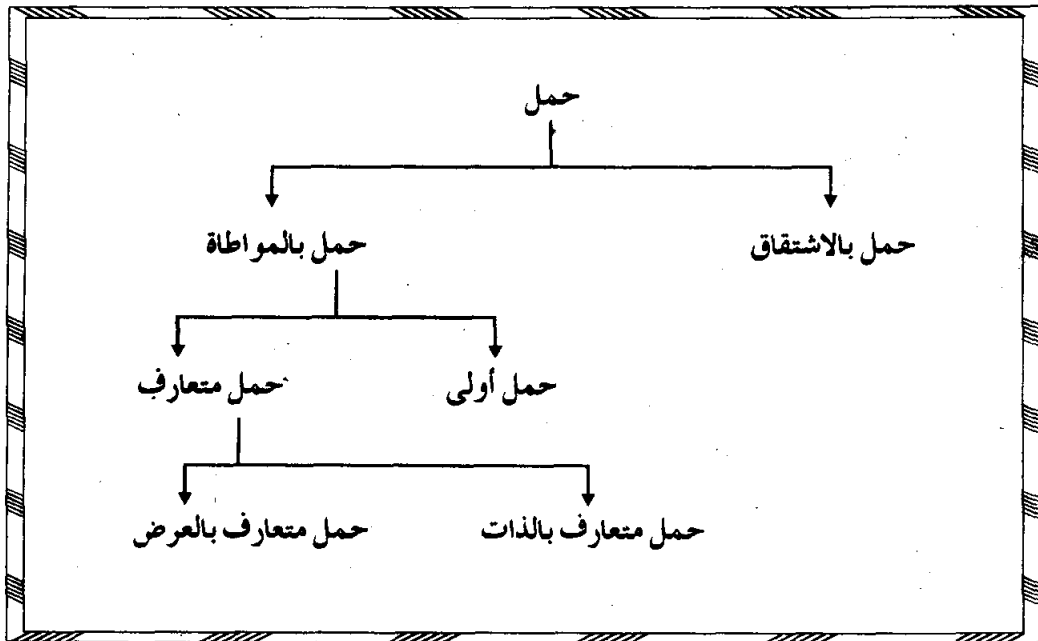 حمل
حمل بالاشتقاق
حمل بالمواطاة
حمل أولى
حمل متعارف
حمل متعارف بالذات
حمل متعارف بالعرض